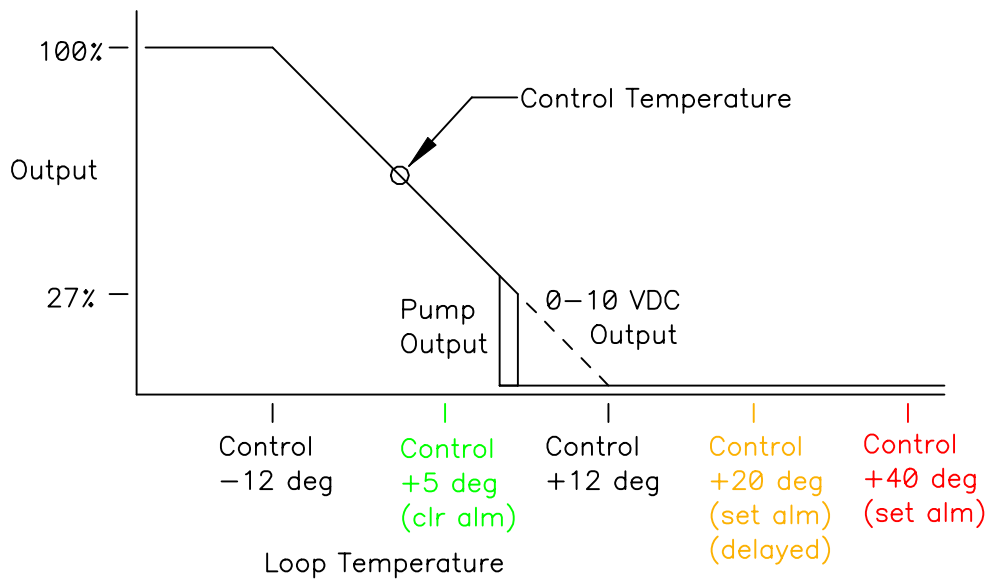 100%
Control Temperature
Output
27%
Pump
Output
0-10 VDC
Output
Control
-12 deg
Control
+5 deg
(clr alm)
Control
+12 deg
Control
+20 deg
(set alm)
(delayed)
Control
+40 deg
(set alm)
Loop Temperature